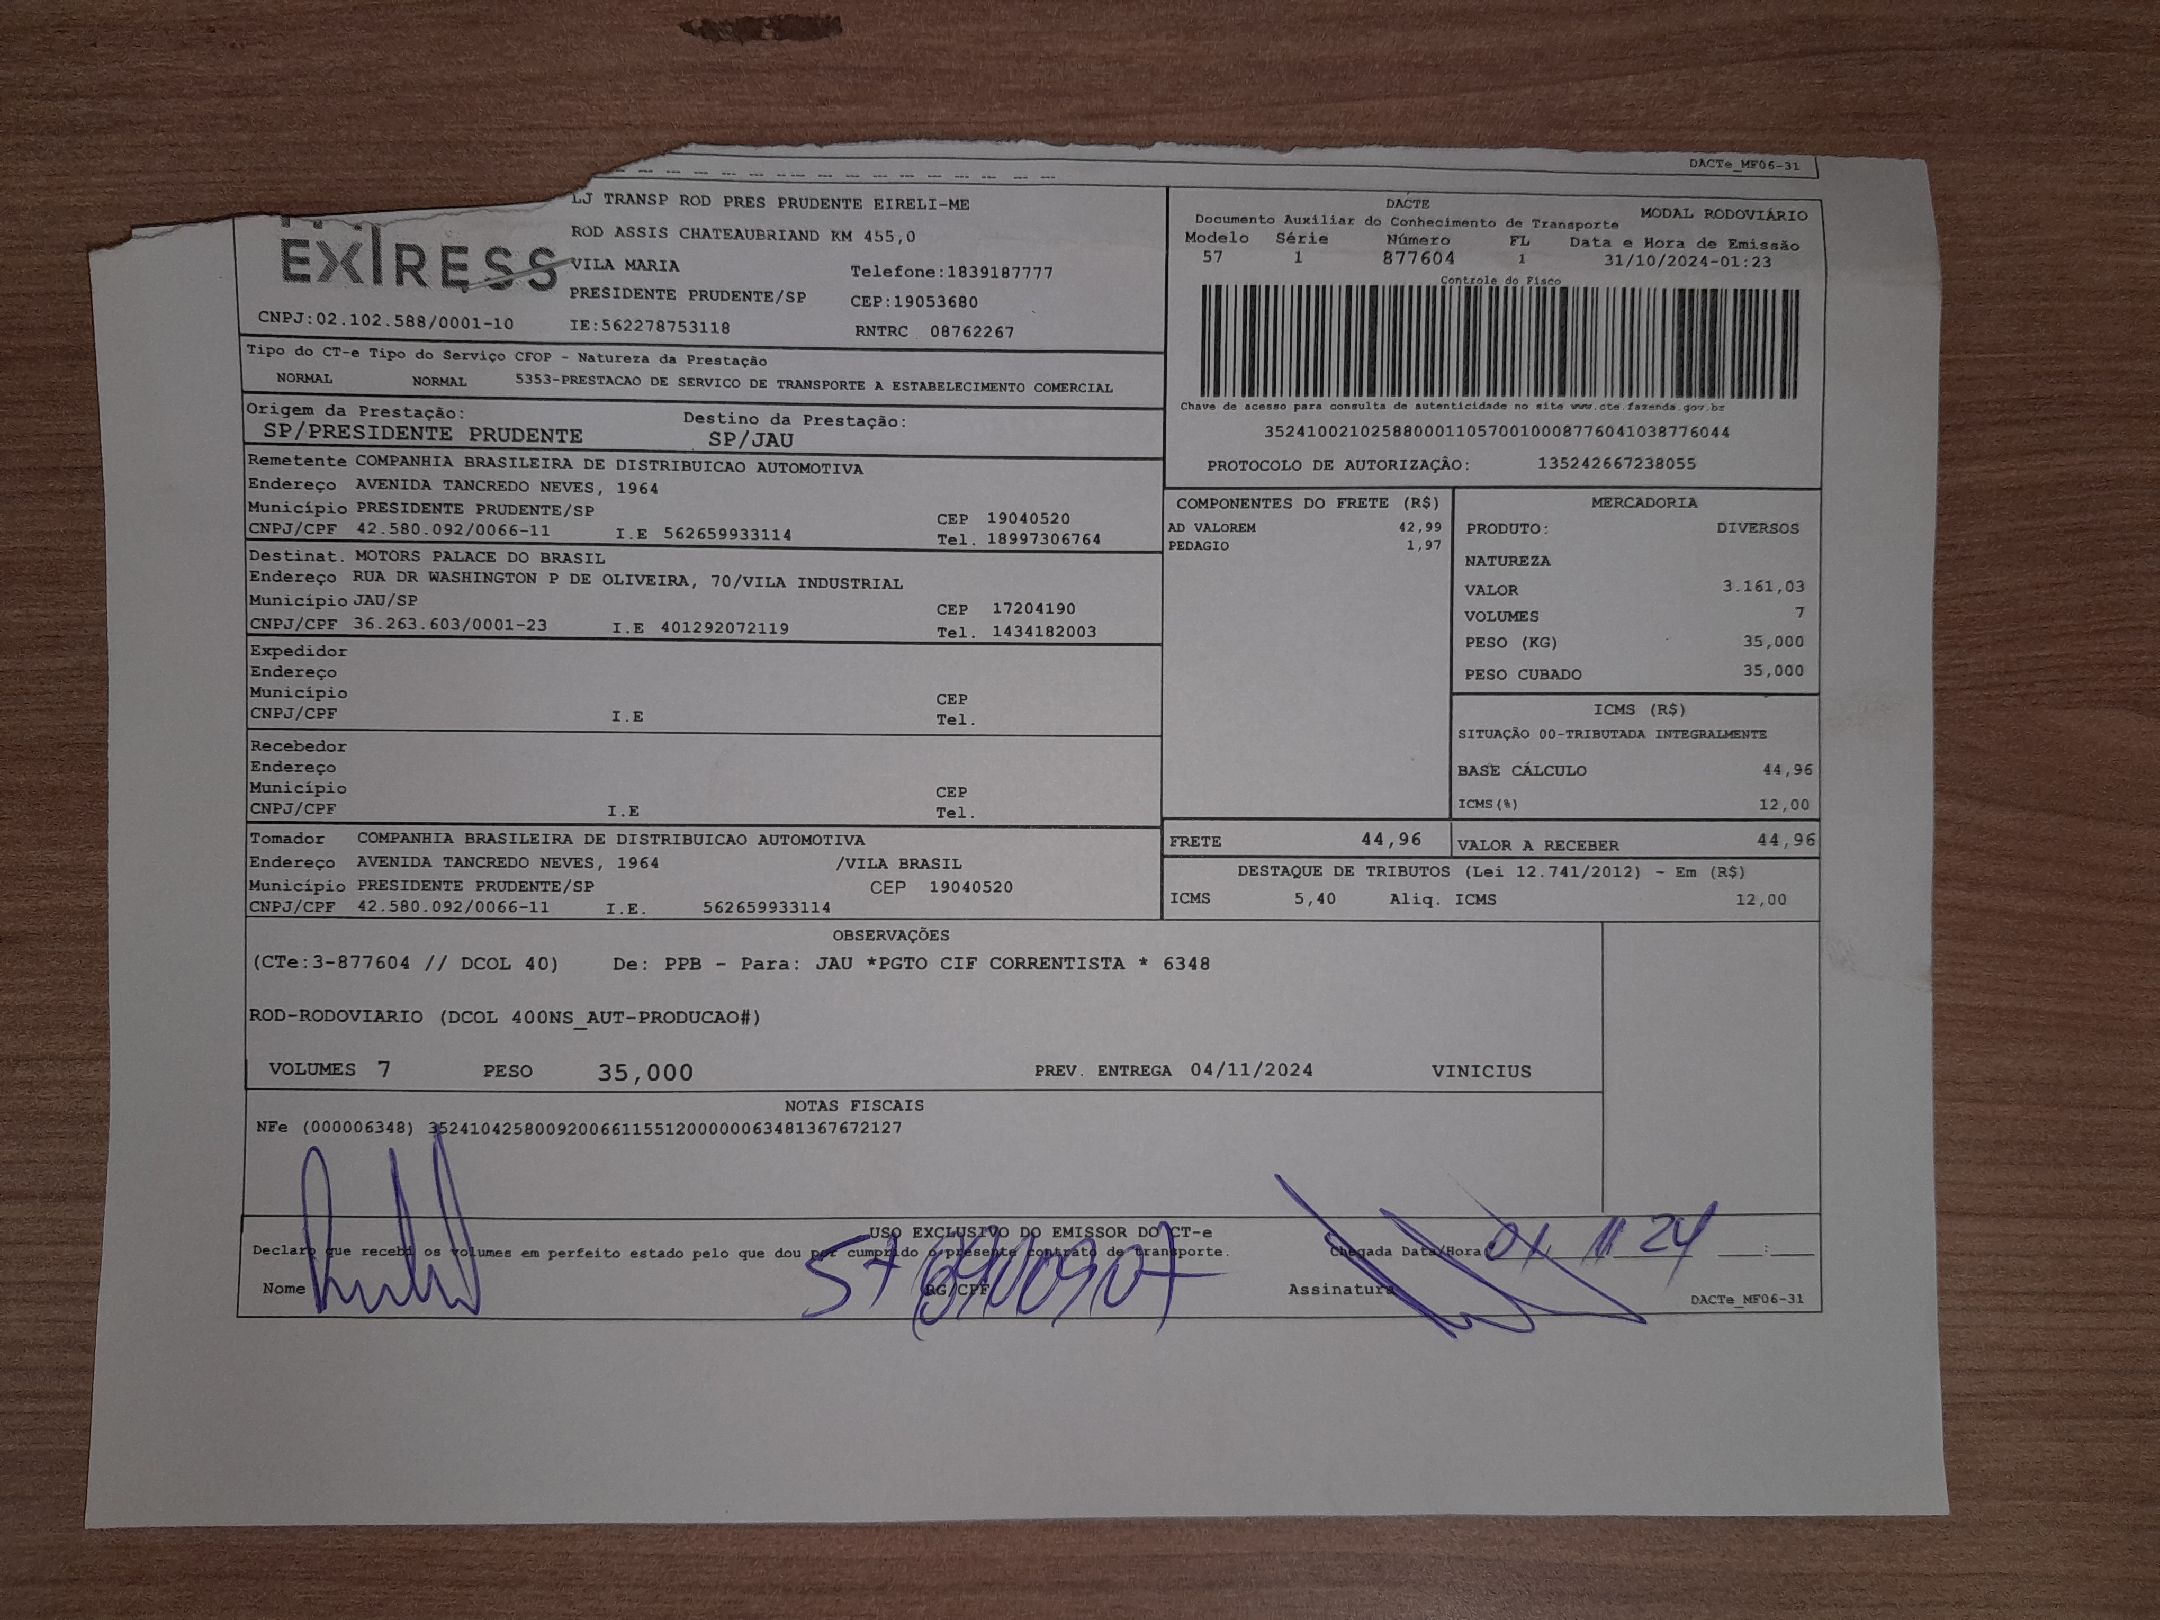 DACTe_MF06-31
EXPRESS
LJ TRANSP ROD PRES PRUDENTE EIRELI-ME
ROD ASSIS CHATEAUBRIAND KM 455,0
VILA MARIA Telefone:1839187777
PRESIDENTE PRUDENTE/SP CEP:19053680
CNPJ:02.102.588/0001-10 IE:562278753118 RNTRC 08762267
DACTE MODAL RODOVIÁRIO
Documento Auxiliar do Conhecimento de Transporte
Modelo Série Número FL Data e Hora de Emissão
57 1 877604 1 31/10/2024-01:23
Controle do Fisco
Chave de acesso para consulta de autenticidade no site www.cte.fazenda.gov.br
35241002102588000110570010008776041038776044
PROTOCOLO DE AUTORIZAÇÃO: 135242667238055
Tipo do CT-e Tipo do Serviço CFOP - Natureza da Prestação
NORMAL NORMAL 5353-PRESTACAO DE SERVICO DE TRANSPORTE A ESTABELECIMENTO COMERCIAL
Origem da Prestação: Destino da Prestação:
SP/PRESIDENTE PRUDENTE SP/JAU
Remetente COMPANHIA BRASILEIRA DE DISTRIBUICAO AUTOMOTIVA
Endereço AVENIDA TANCREDO NEVES, 1964
Município PRESIDENTE PRUDENTE/SP CEP 19040520
CNPJ/CPF 42.580.092/0066-11 I.E 562659933114 Tel. 18997306764
Destinat. MOTORS PALACE DO BRASIL
Endereço RUA DR WASHINGTON P DE OLIVEIRA, 70/VILA INDUSTRIAL
Município JAU/SP CEP 17204190
CNPJ/CPF 36.263.603/0001-23 I.E 401292072119 Tel. 1434182003
Expedidor
Endereço
Município CEP
CNPJ/CPF I.E Tel.
Recebedor
Endereço
Município CEP
CNPJ/CPF I.E Tel.
Tomador COMPANHIA BRASILEIRA DE DISTRIBUICAO AUTOMOTIVA
Endereço AVENIDA TANCREDO NEVES, 1964 /VILA BRASIL
Município PRESIDENTE PRUDENTE/SP CEP 19040520
CNPJ/CPF 42.580.092/0066-11 I.E. 562659933114
COMPONENTES DO FRETE (R$)
AD VALOREM 42,99
PEDAGIO 1,97
MERCADORIA
PRODUTO: DIVERSOS
NATUREZA
VALOR 3.161,03
VOLUMES 7
PESO (KG) 35,000
PESO CUBADO 35,000
ICMS (R$)
SITUAÇÃO 00-TRIBUTADA INTEGRALMENTE
BASE CÁLCULO 44,96
ICMS(%) 12,00
FRETE 44,96 VALOR A RECEBER 44,96
DESTAQUE DE TRIBUTOS (Lei 12.741/2012) - Em (R$)
ICMS 5,40 Aliq. ICMS 12,00
OBSERVAÇÕES
(CTe:3-877604 // DCOL 40) De: PPB - Para: JAU *PGTO CIF CORRENTISTA * 6348
ROD-RODOVIARIO (DCOL 400NS_AUT-PRODUCAO#)
VOLUMES 7 PESO 35,000 PREV. ENTREGA 04/11/2024 VINICIUS
NOTAS FISCAIS
NFe (000006348) 35241042580092006611551200000063481367672127
USO EXCLUSIVO DO EMISSOR DO CT-e
Declaro que recebi os volumes em perfeito estado pelo que dou por cumprido o presente contrato de transporte. Chegada Data/Hora 11 24 :
Nome RG/CPF Assinatura
DACTe_MF06-31